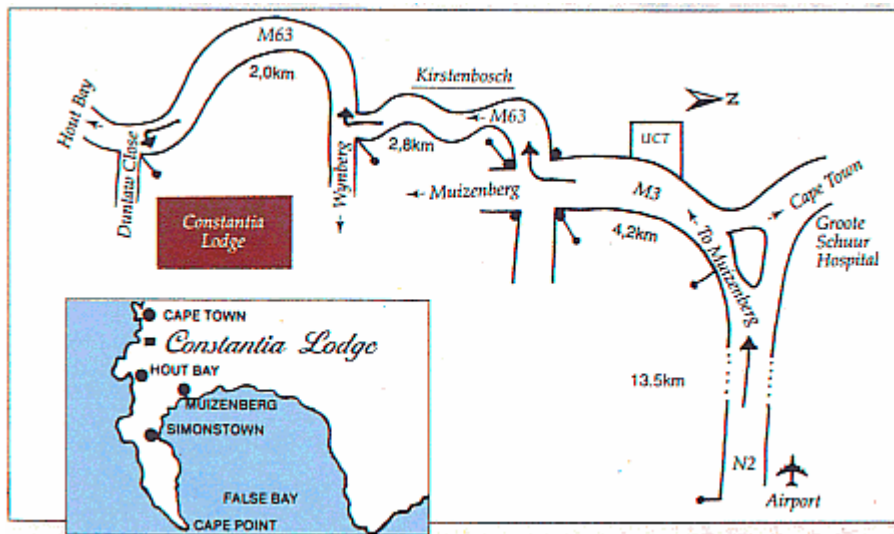 M63
2,0km
Kirstenbosch
M63
2,8km
N
UCT
Hout Bay
Dunlaw Close
Wynberg
Muizenberg
M3
4,2km
Cape Town
To Muizenberg
Groote
Schuur
Hospital
Constantia
Lodge
13.5km
N2
Airport
CAPE TOWN
Constantia Lodge
HOUT BAY
MUIZENBERG
SIMONSTOWN
FALSE BAY
CAPE POINT